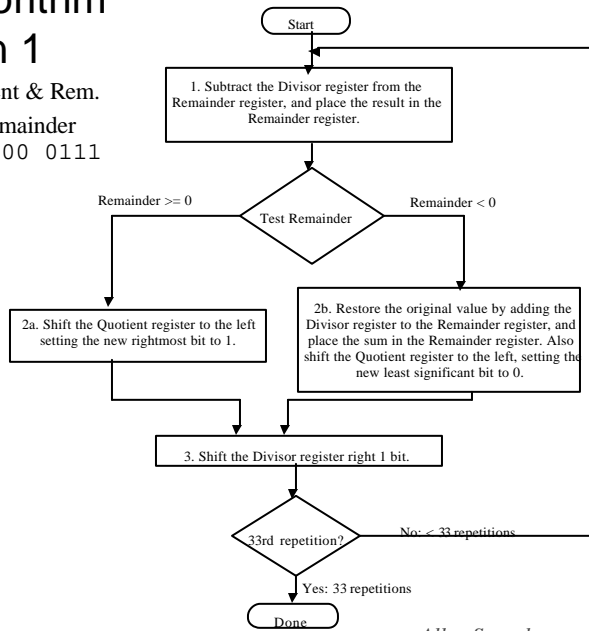 n 1
nt & Rem.
mainder
00 0111
Start
1. Subtract the Divisor register from the
Remainder register, and place the result in the
Remainder register.
Remainder >= 0
Test Remainder
Remainder < 0
2a. Shift the Quotient register to the left
setting the new rightmost bit to 1.
2b. Restore the original value by adding the
Divisor register to the Remainder register, and
place the sum in the Remainder register. Also
shift the Quotient register to the left, setting the
new least significant bit to 0.
3. Shift the Divisor register right 1 bit.
33rd repetition?
No: < 33 repetitions
Yes: 33 repetitions
Done